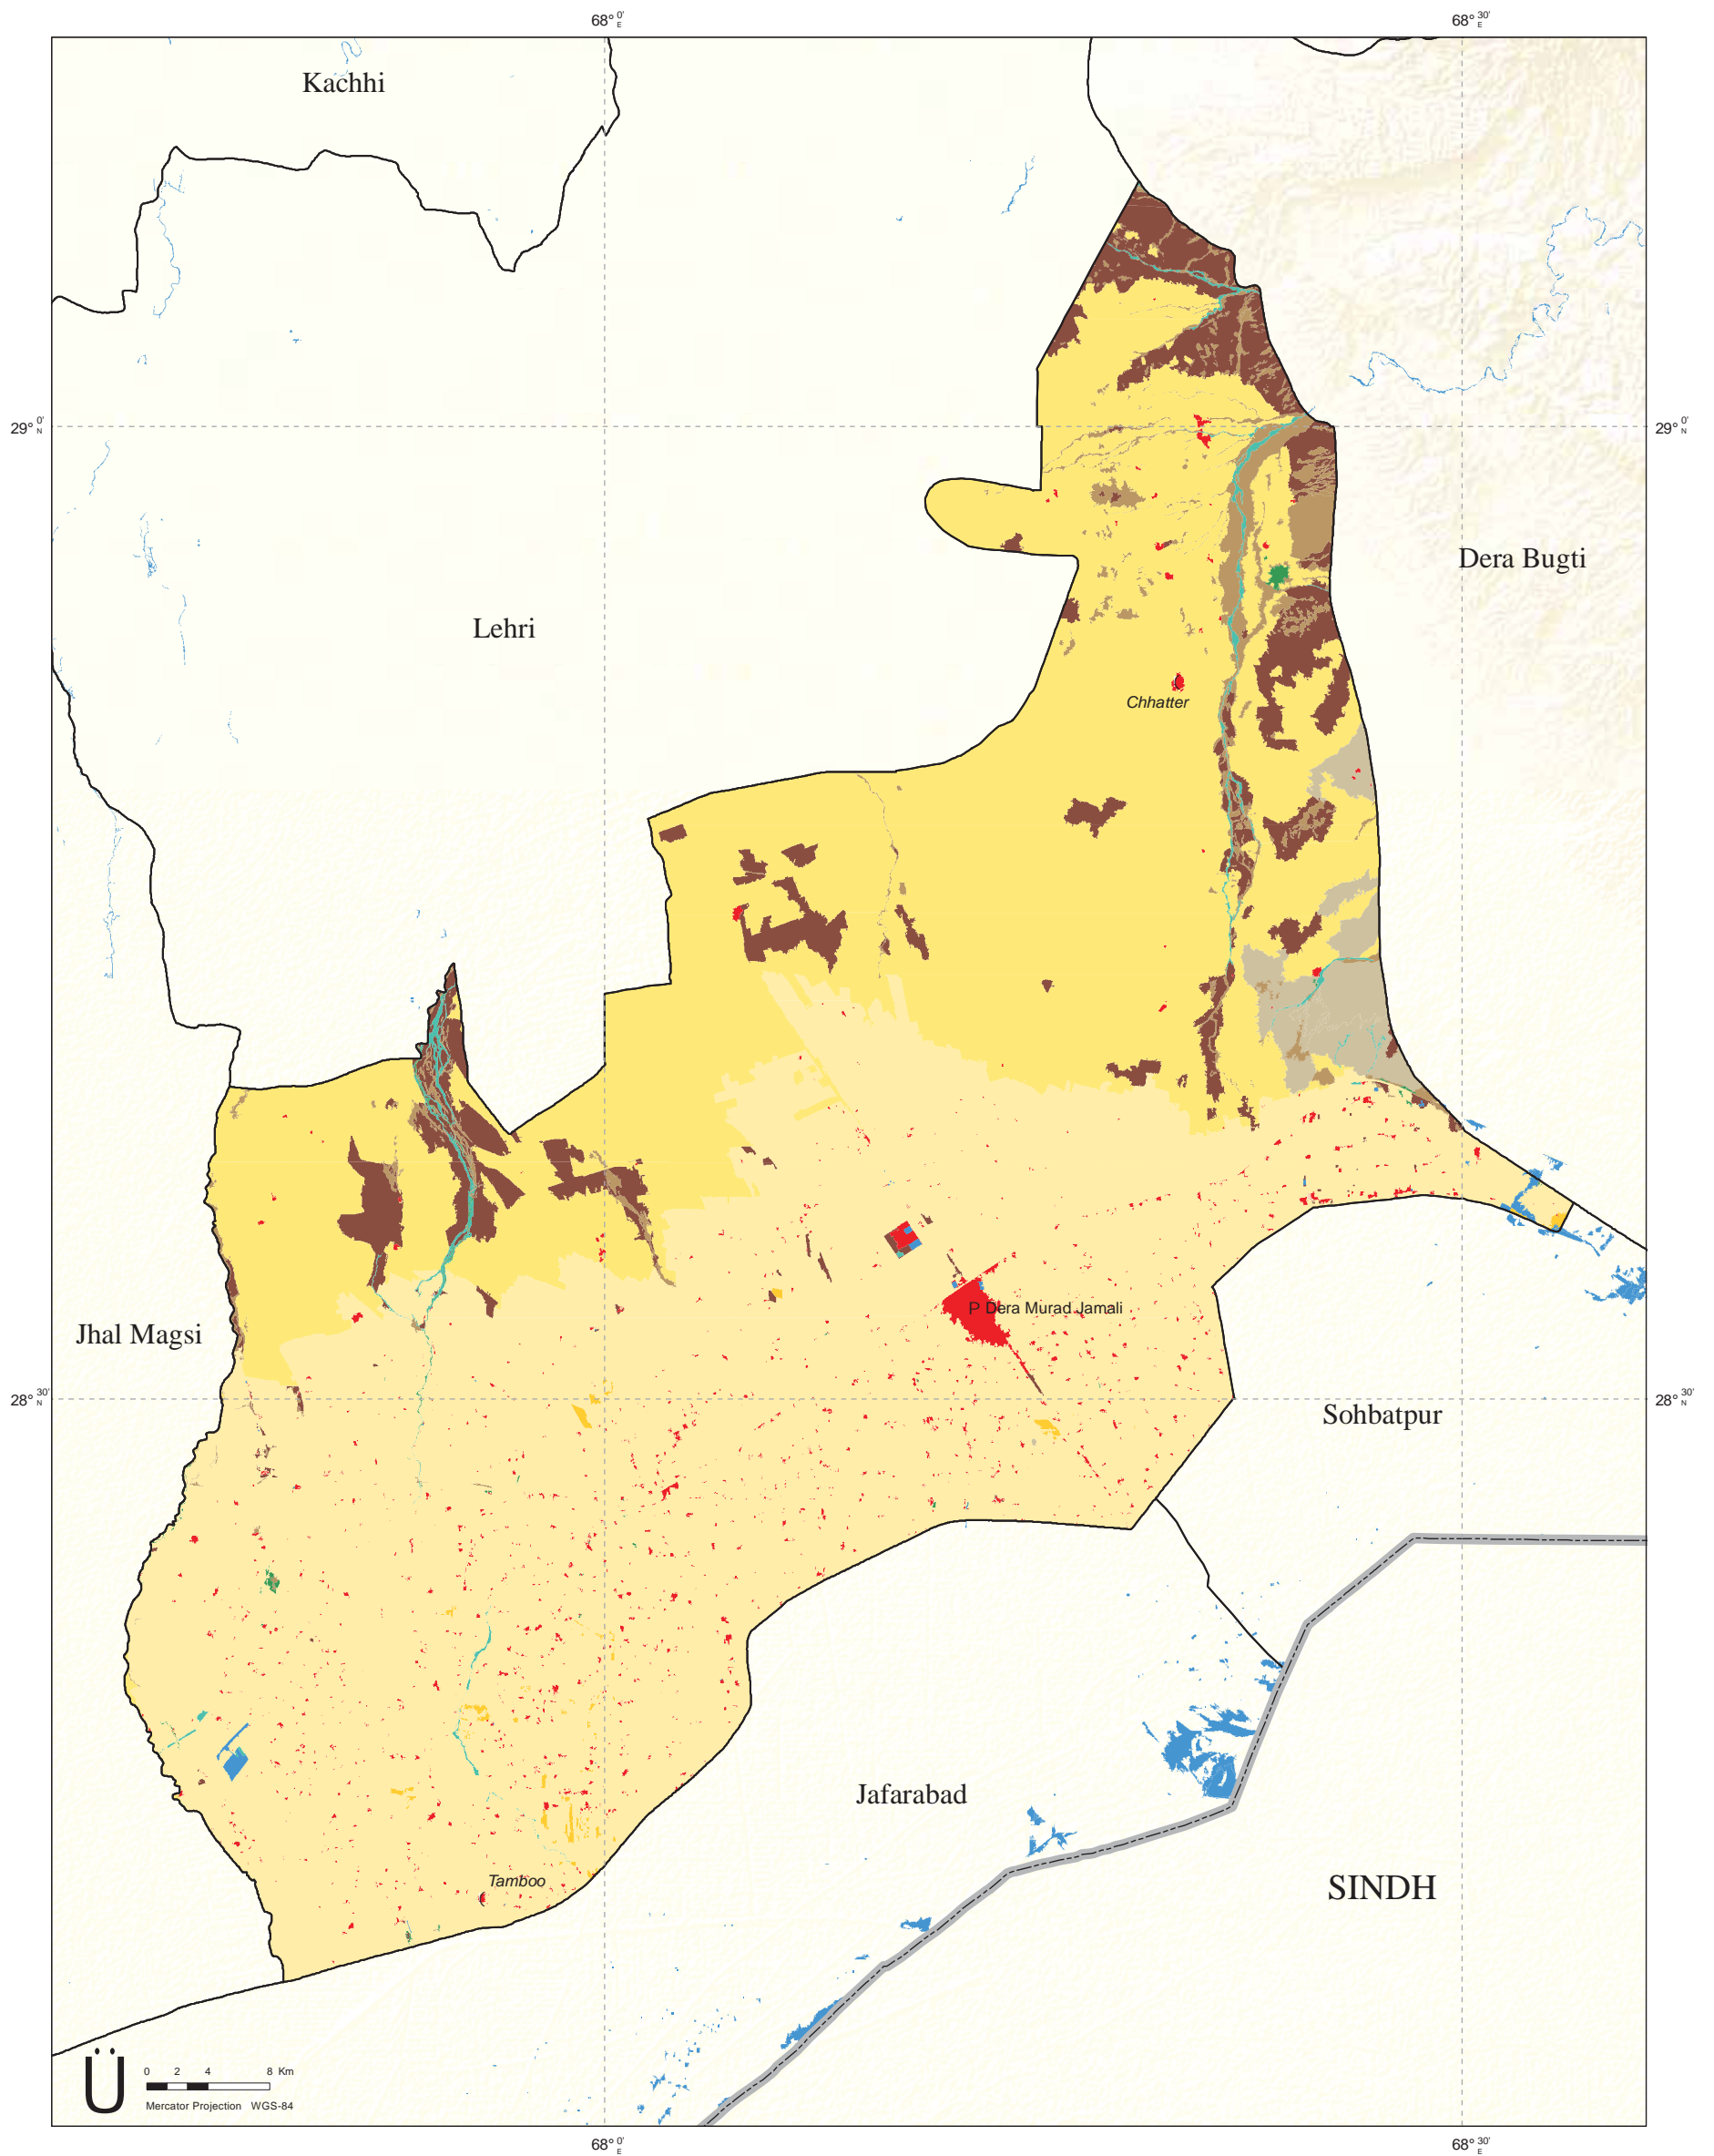 68° 0' E
68° 30' E
Kachhi
29° 0' N
29° 0' N
Dera Bugti
Lehri
Chhatter
P Dera Murad Jamali
Jhal Magsi
28° 30' N
28° 30' N
Sohbatpur
Jafarabad
Tamboo
SINDH
Ü
0 2 4 8 Km
Mercator Projection WGS-84
68° 0' E
68° 30' E